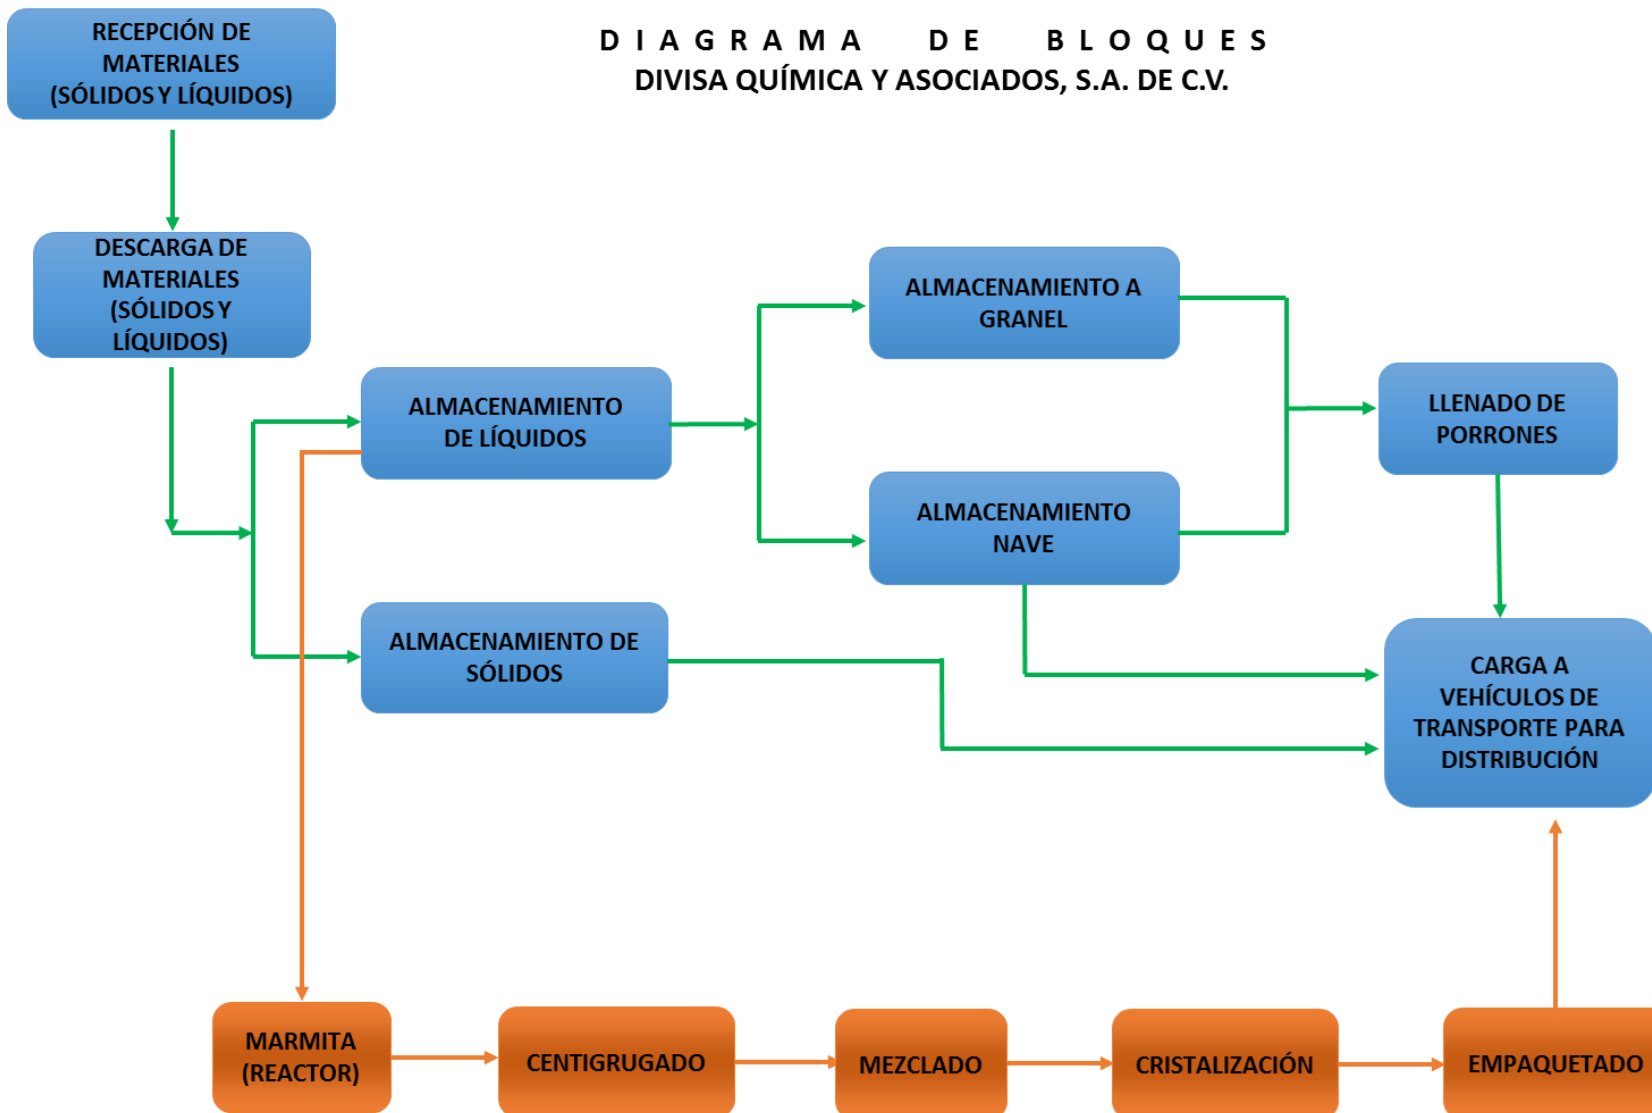 D I A G R A M A D E B L O Q U E S
DIVISA QUÍMICA Y ASOCIADOS, S.A. DE C.V.
RECEPCIÓN DE
MATERIALES
(SÓLIDOS Y LÍQUIDOS)
DESCARGA DE
MATERIALES
(SÓLIDOS Y
LÍQUIDOS)
ALMACENAMIENTO
DE LÍQUIDOS
ALMACENAMIENTO DE
SÓLIDOS
ALMACENAMIENTO A
GRANEL
ALMACENAMIENTO
NAVE
LLENADO DE
PORRONES
CARGA A
VEHÍCULOS DE
TRANSPORTE PARA
DISTRIBUCIÓN
MARMITA
(REACTOR)
CENTIGRUGADO
MEZCLADO
CRISTALIZACIÓN
EMPAQUETADO